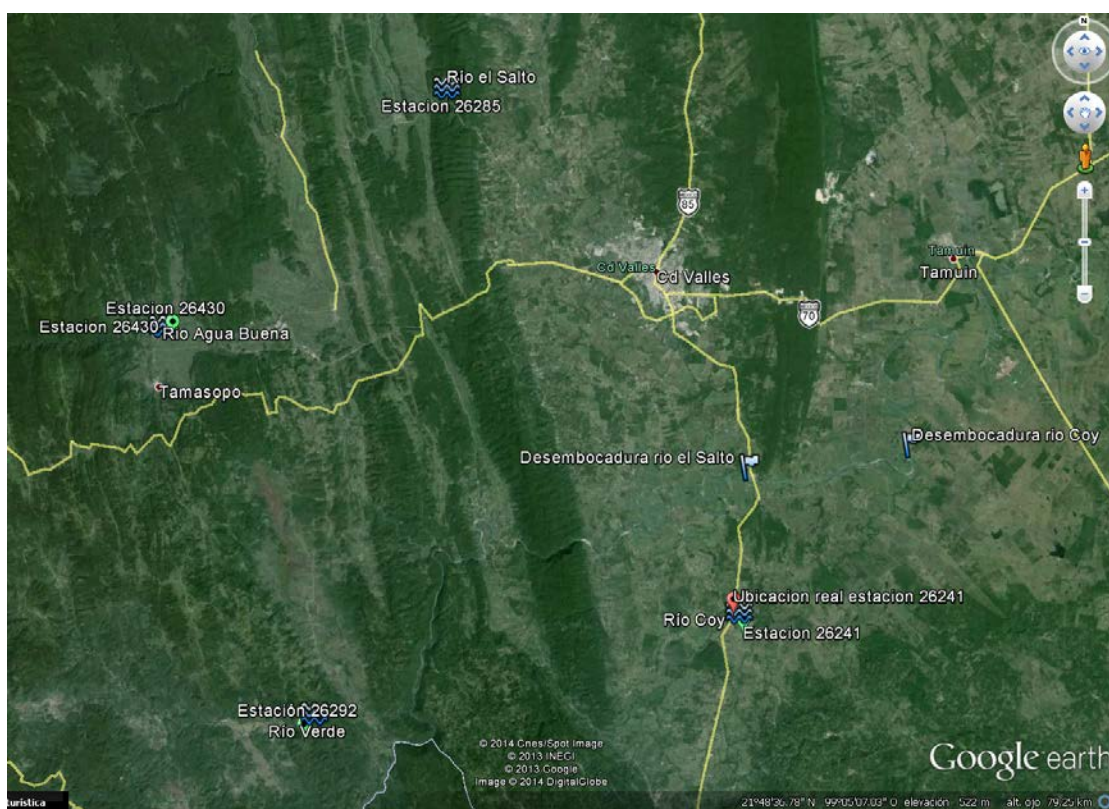 N
Rio el Salto
Estacion 26285
85
Cd Valles
Cd Valles
Tamuin
Tamuin
70
Estacion 26430
Estacion 26430
Rio Agua Buena
Tamasopo
Desembocadura rio Coy
Desembocadura rio el Salto
Ubicacion real estacion 26241
Río Coy
Estacion 26241
Estación 26292
Río Verde
© 2014 Cnes/Spot Image
© 2013 INEGI
© 2013 Google
Image © 2014 DigitalGlobe
Google earth
turística
21°48'36.78" N 99°05'07.03" O elevación 522 m alt. ojo 79.25 km